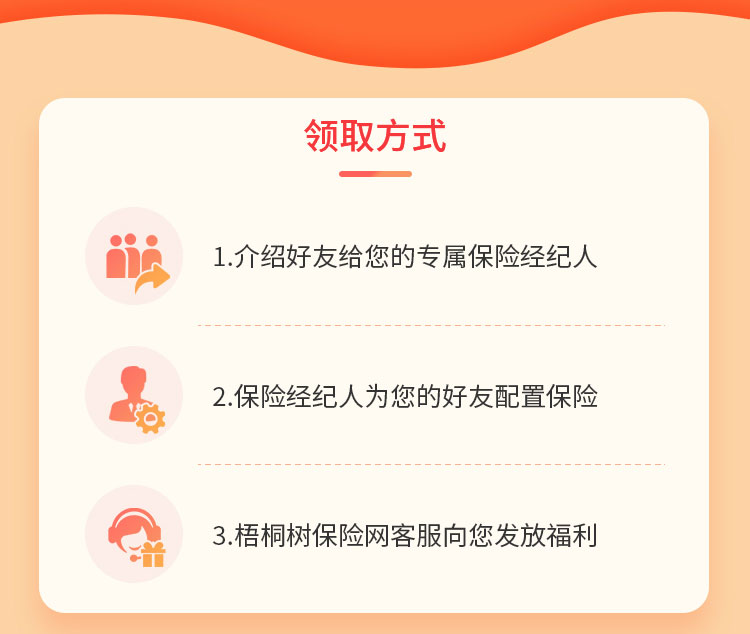 领取方式
1.介绍好友给您的专属保险经纪人
2.保险经纪人为您的好友配置保险
3.梧桐树保险网客服向您发放福利